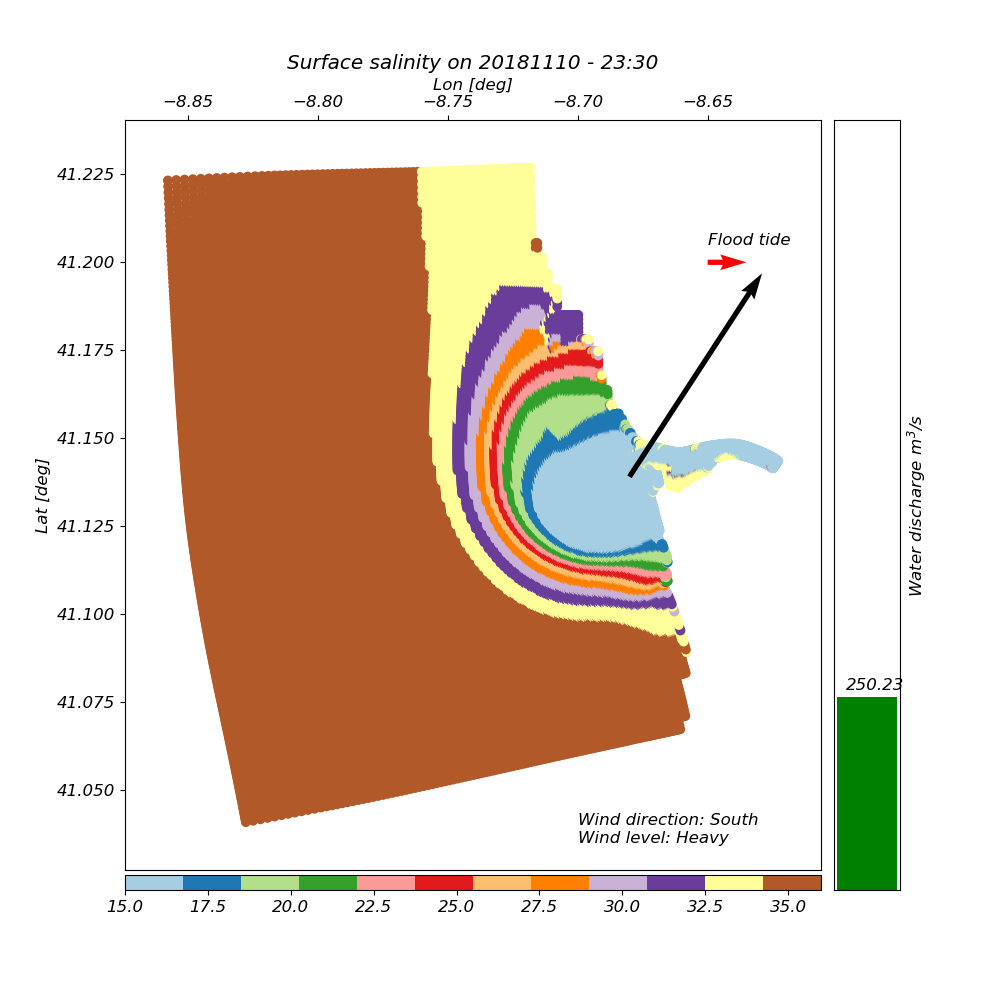 Surface salinity on 20181110 - 23:30
Lon [deg]
−8.85 −8.80 −8.75 −8.70 −8.65
41.225
41.200
41.175
41.150
41.125
41.100
41.075
41.050
Lat [deg]
Flood tide
Wind direction: South
Wind level: Heavy
250.23
Water discharge m³/s
15.0 17.5 20.0 22.5 25.0 27.5 30.0 32.5 35.0